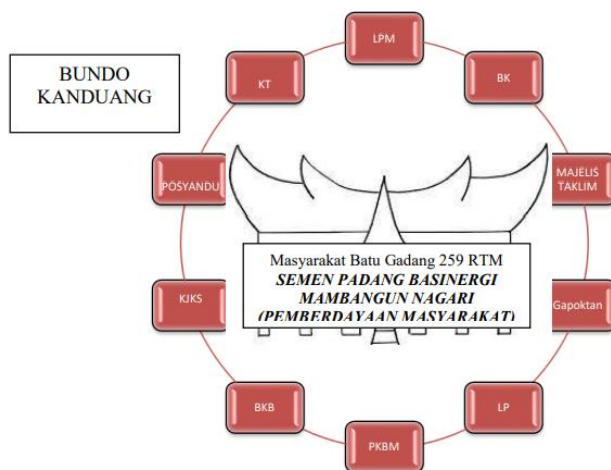 LPM
BUNDO
KANDUANG
KT
BK
POSYANDU
MAJELIS
TAKLIM
Masyarakat Batu Gadang 259 RTM
SEMEN PADANG BASINERGI
MAMBANGUN NAGARI
(PEMBERDAYAAN MASYARAKAT)
KJKS
Gapoktan
BKB
LP
PKBM